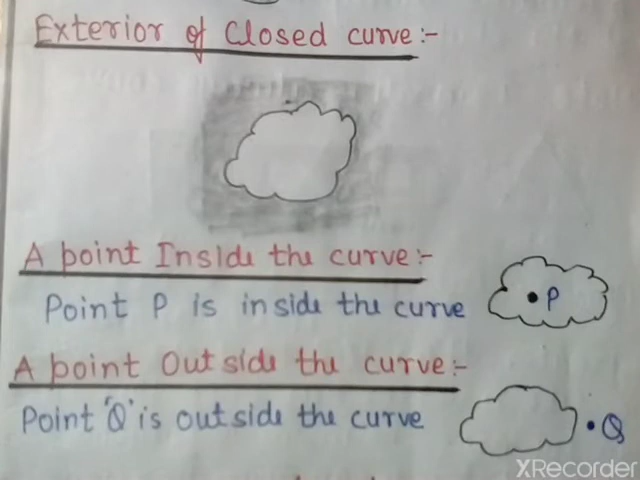 Exterior of Closed curve:-
A point Inside the curve:-
Point P is inside the curve
P
A point Outside the curve:-
Point 'Q' is outside the curve
Q
XRecorder